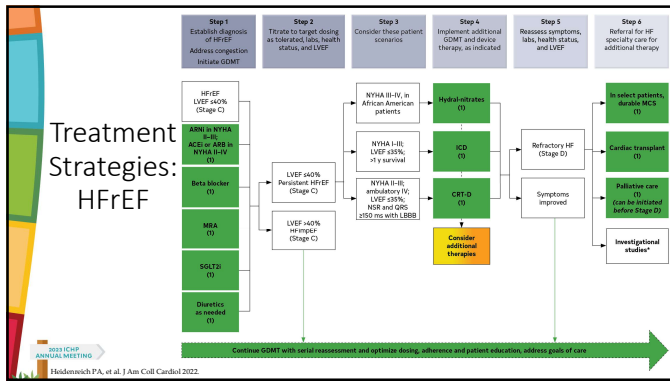 Treatment
Strategies:
HFrEF
Step 1
Establish diagnosis
of HFrEF
Address congestion
Initiate GDMT
Step 2
Titrate to target dosing
as tolerated, labs, health
status, and LVEF
Step 3
Consider these patient
scenarios
Step 4
Implement additional
GDMT and device
therapy, as indicated
Step 5
Reassess symptoms,
labs, health status,
and LVEF
Step 6
Referral for HF
specialty care for
additional therapy
HFrEF
LVEF ≤40%
(Stage C)
ARNI in NYHA
II–III;
ACEi or ARB in
NYHA II–IV
(1)
Beta blocker
(1)
MRA
(1)
SGLT2i
(1)
Diuretics
as needed
(1)
LVEF ≤40%
Persistent HFrEF
(Stage C)
LVEF >40%
HFimpEF
(Stage C)
NYHA III–IV, in
African American
patients
NYHA I–III;
LVEF ≤35%;
>1 y survival
NYHA II–III;
ambulatory IV;
LVEF ≤35%;
NSR and QRS
≥150 ms with LBBB
Hydral-nitrates
(1)
ICD
(1)
CRT-D
(1)
Consider
additional
therapies
Refractory HF
(Stage D)
Symptoms
improved
In select patients,
durable MCS
(1)
Cardiac transplant
(1)
Palliative care
(1)
(can be initiated
before Stage D)
Investigational
studies*
Continue GDMT with serial reassessment and optimize dosing, adherence and patient education, address goals of care
2023 ICHP
ANNUAL MEETING
Heidenreich PA, et al. J Am Coll Cardiol 2022.